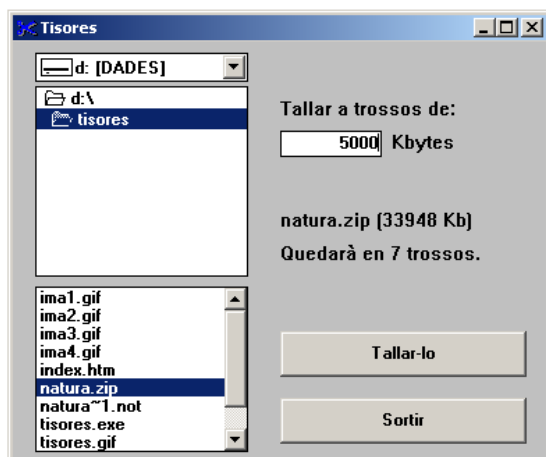 Tisores
d: [DADES]
d:\
tisores
Tallar a trossos de:
5000 Kbytes
natura.zip (33948 Kb)
Quedarà en 7 trossos.
ima1.gif
ima2.gif
ima3.gif
ima4.gif
index.htm
natura.zip
natura~1.not
tisores.exe
tisores.gif
Tallar-lo
Sortir